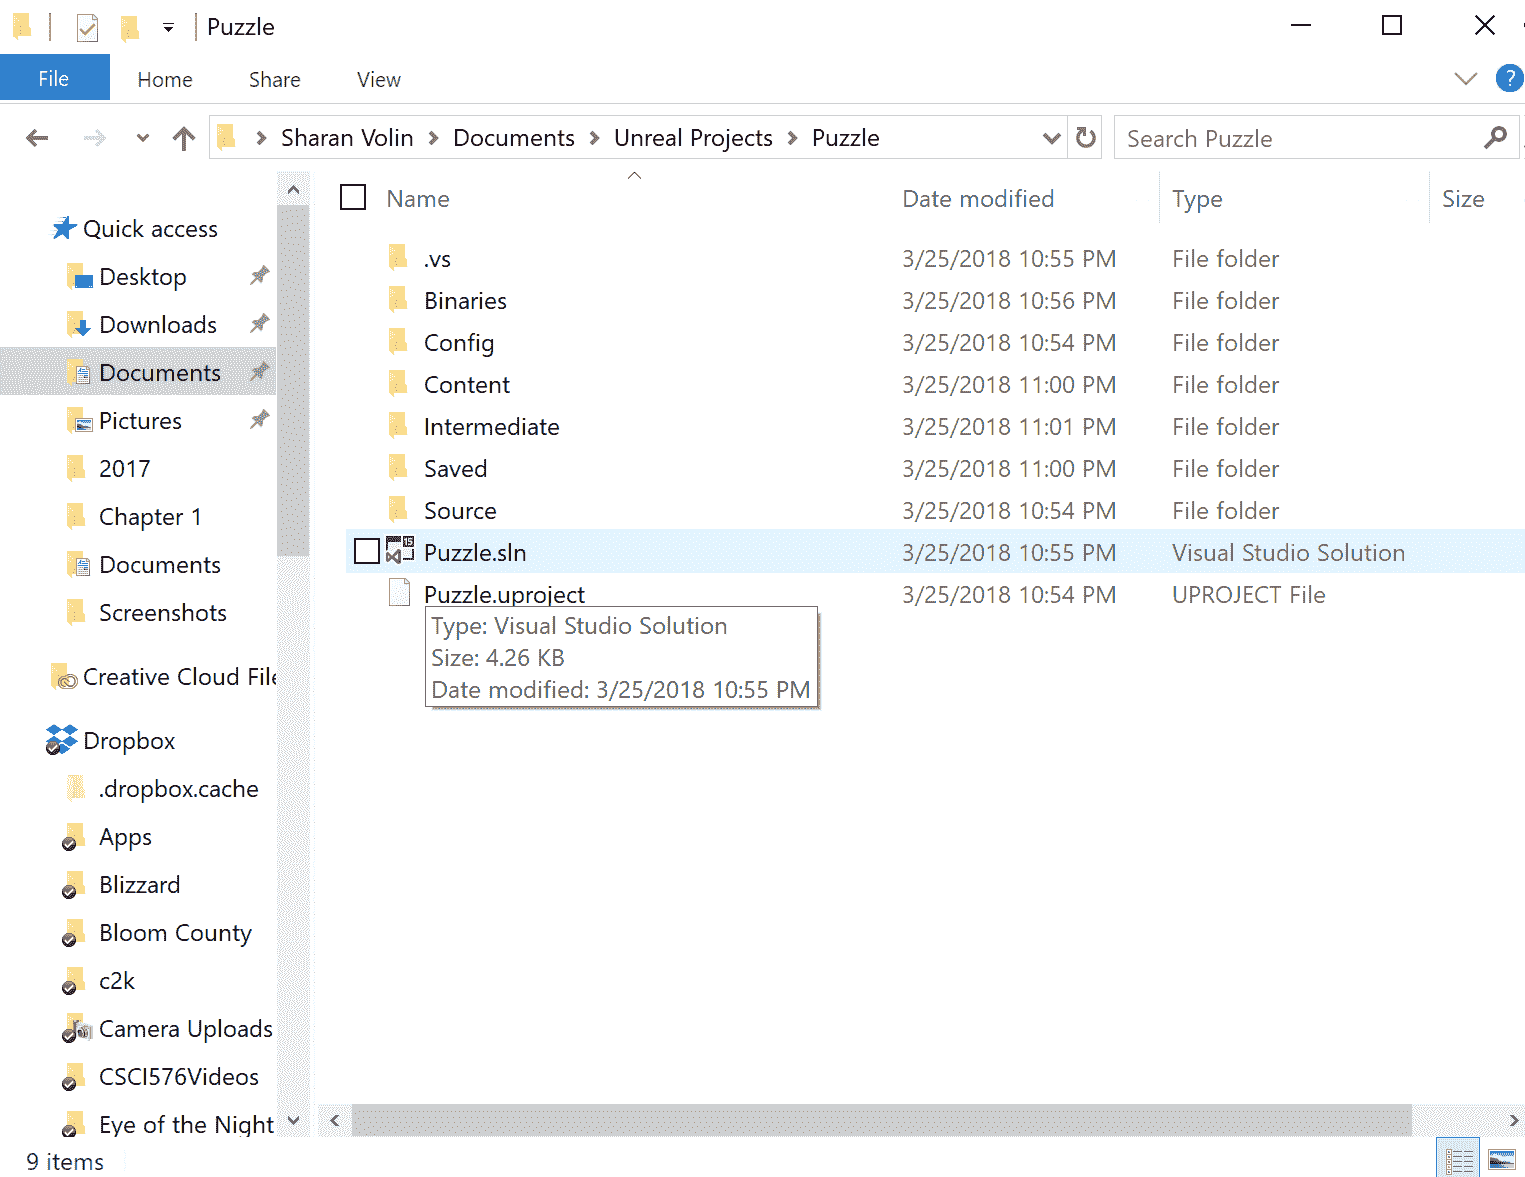 Puzzle
File Home Share View
?
Sharan Volin Documents Unreal Projects Puzzle
Search Puzzle
Name Date modified Type Size
Quick access
Desktop
Downloads
Documents
Pictures
2017
Chapter 1
Documents
Screenshots
Creative Cloud File
Dropbox
.dropbox.cache
Apps
Blizzard
Bloom County
c2k
Camera Uploads
CSCI576Videos
Eye of the Night
.vs 3/25/2018 10:55 PM File folder
Binaries 3/25/2018 10:56 PM File folder
Config 3/25/2018 10:54 PM File folder
Content 3/25/2018 11:00 PM File folder
Intermediate 3/25/2018 11:01 PM File folder
Saved 3/25/2018 11:00 PM File folder
Source 3/25/2018 10:54 PM File folder
15
Puzzle.sln 3/25/2018 10:55 PM Visual Studio Solution
Puzzle.uproject 3/25/2018 10:54 PM UPROJECT File
Type: Visual Studio Solution
Size: 4.26 KB
Date modified: 3/25/2018 10:55 PM
9 items